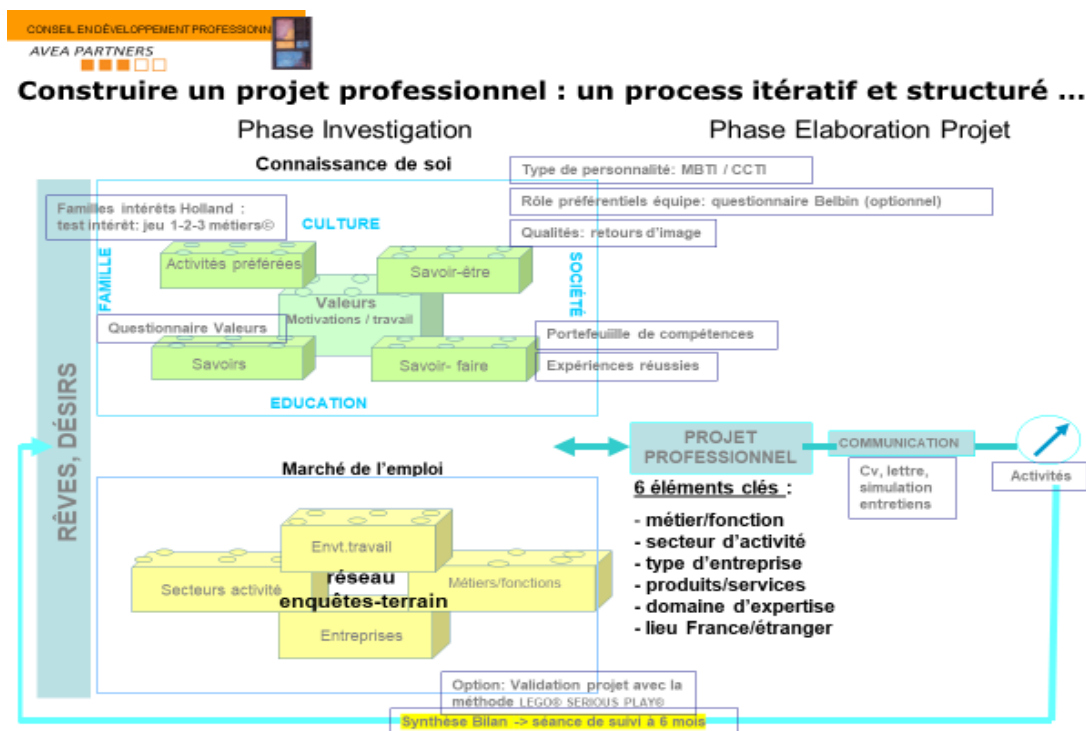 CONSEIL EN DÉVELOPPEMENT PROFESSIONN
AVEA PARTNERS
Construire un projet professionnel : un process itératif et structuré ...
Phase Investigation
Phase Elaboration Projet
Connaissance de soi
Type de personnalité: MBTI / CCTI
Familles intérêts Holland :
test intérêt: jeu 1-2-3 métiers©
Rôle préférentiels équipe: questionnaire Belbin (optionnel)
CULTURE
Qualités: retours d'image
FAMILLE
SOCIÉTÉ
Activités préférées
Savoir-être
Valeurs
Motivations / travail
Questionnaire Valeurs
Portefeuiille de compétences
Savoirs
Savoir- faire
Expériences réussies
EDUCATION
RÊVES, DÉSIRS
PROJET
PROFESSIONNEL
COMMUNICATION
Activités
Cv, lettre,
simulation
entretiens
Marché de l'emploi
6 éléments clés :
- métier/fonction
- secteur d'activité
- type d'entreprise
- produits/services
- domaine d'expertise
- lieu France/étranger
Envt.travail
Secteurs activité
réseau
Métiers/fonctions
enquêtes-terrain
Entreprises
Option: Validation projet avec la
méthode LEGO® SERIOUS PLAY®
Synthèse Bilan -> séance de suivi à 6 mois